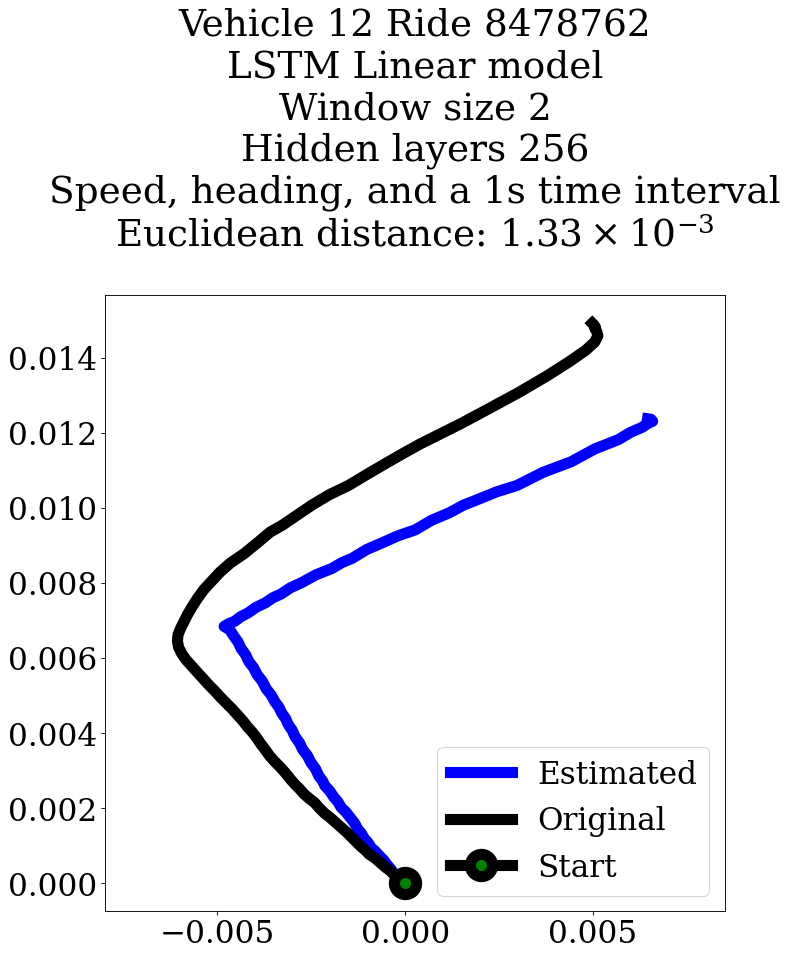 Vehicle 12 Ride 8478762
LSTM Linear model
Window size 2
Hidden layers 256
Speed, heading, and a 1s time interval
Euclidean distance: 1.33 × 10⁻³
0.014
0.012
0.010
0.008
0.006
0.004
0.002
0.000
Estimated
Original
Start
−0.005 0.000 0.005